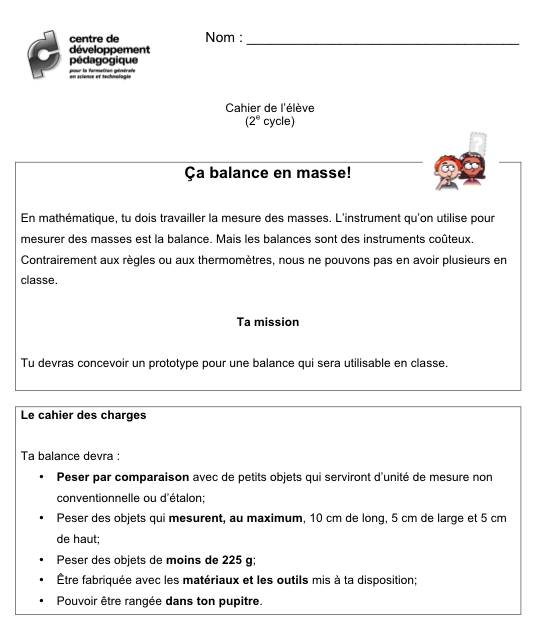 centre de
développement
pédagogique
pour la formation générale
en science et technologie
Nom : ___________________________________
Cahier de l'élève
(2e cycle)
Ça balance en masse!
En mathématique, tu dois travailler la mesure des masses. L'instrument qu'on utilise pour
mesurer des masses est la balance. Mais les balances sont des instruments coûteux.
Contrairement aux règles ou aux thermomètres, nous ne pouvons pas en avoir plusieurs en
classe.
Ta mission
Tu devras concevoir un prototype pour une balance qui sera utilisable en classe.
Le cahier des charges
Ta balance devra :
• Peser par comparaison avec de petits objets qui serviront d'unité de mesure non
conventionnelle ou d'étalon;
• Peser des objets qui mesurent, au maximum, 10 cm de long, 5 cm de large et 5 cm
de haut;
• Peser des objets de moins de 225 g;
• Être fabriquée avec les matériaux et les outils mis à ta disposition;
• Pouvoir être rangée dans ton pupitre.